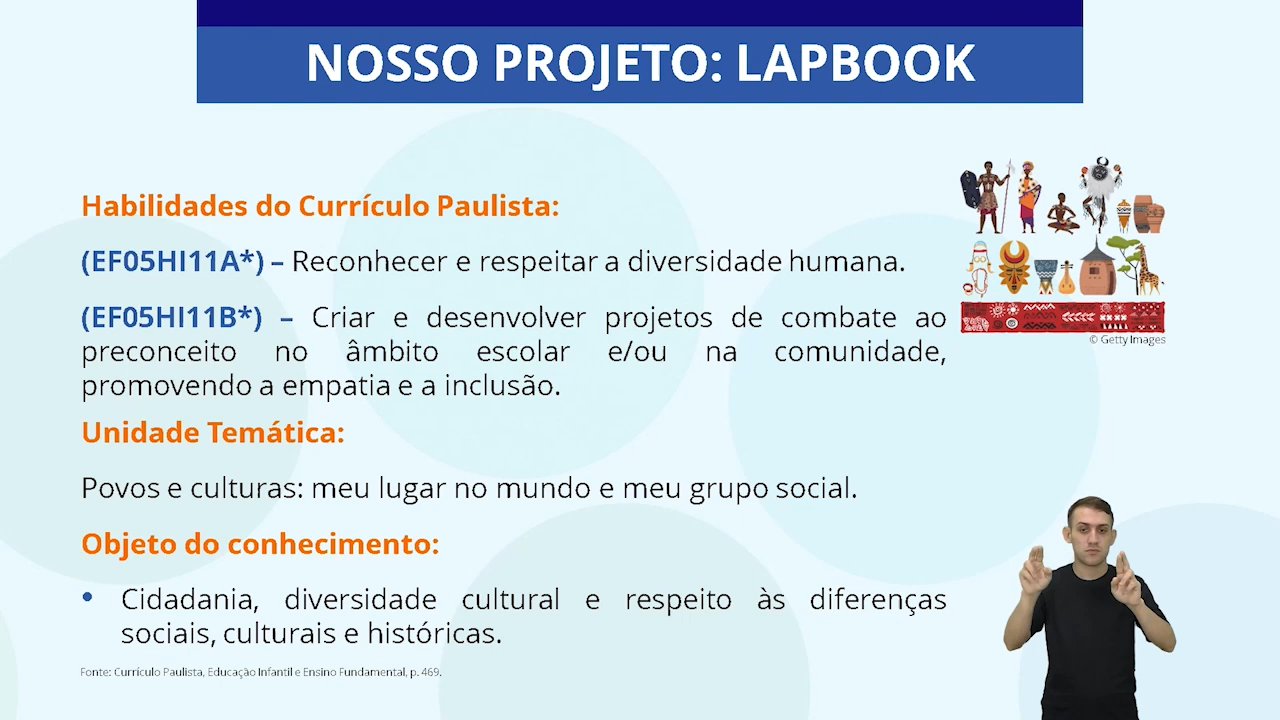 NOSSO PROJETO: LAPBOOK
Habilidades do Currículo Paulista:
(EF05HI11A*) – Reconhecer e respeitar a diversidade humana.
(EF05HI11B*) – Criar e desenvolver projetos de combate ao
preconceito no âmbito escolar e/ou na comunidade,
promovendo a empatia e a inclusão.
© Getty Images
Unidade Temática:
Povos e culturas: meu lugar no mundo e meu grupo social.
Objeto do conhecimento:
• Cidadania, diversidade cultural e respeito às diferenças
sociais, culturais e históricas.
Fonte: Currículo Paulista, Educação Infantil e Ensino Fundamental, p. 469.